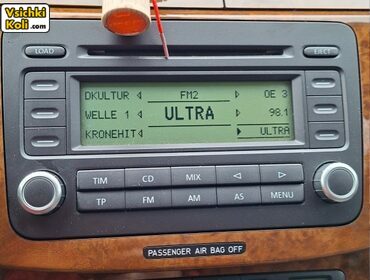 Vsichki
Koli .com
LOAD
EJECT
DKULTUR FM2 OE 3
WELLE 1 ULTRA 98.1
KRONEHIT ULTRA
TIM CD MIX
TP FM AM AS MENU
PASSENGER AIR BAG OFF